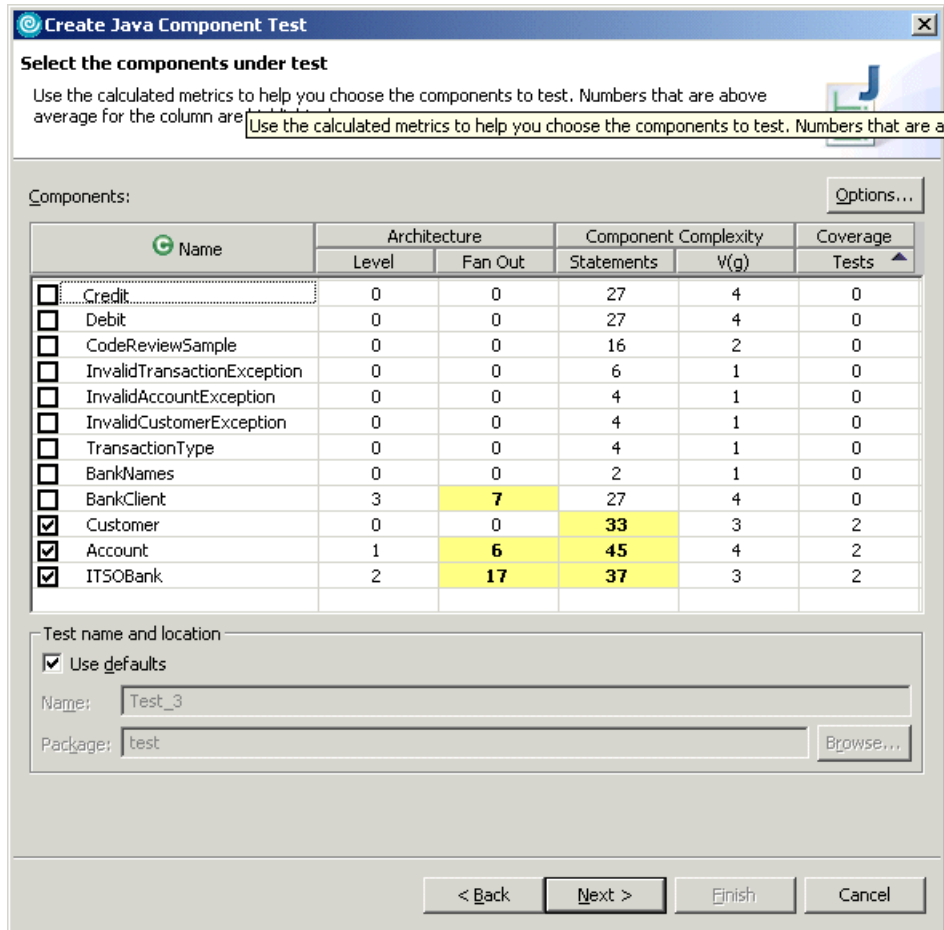 Create Java Component Test
Select the components under test
Use the calculated metrics to help you choose the components to test. Numbers that are above
average for the column are
Use the calculated metrics to help you choose the components to test. Numbers that are a
Components:
Options...
Name Architecture Component Complexity Coverage
Level Fan Out Statements V(g) Tests
Credit 0 0 27 4 0
Debit 0 0 27 4 0
CodeReviewSample 0 0 16 2 0
InvalidTransactionException 0 0 6 1 0
InvalidAccountException 0 0 4 1 0
InvalidCustomerException 0 0 4 1 0
TransactionType 0 0 4 1 0
BankNames 0 0 2 1 0
BankClient 3 7 27 4 0
Customer 0 0 33 3 2
Account 1 6 45 4 2
ITSOBank 2 17 37 3 2
Test name and location
Use defaults
Name: Test_3
Package: test Browse...
< Back Next > Finish Cancel